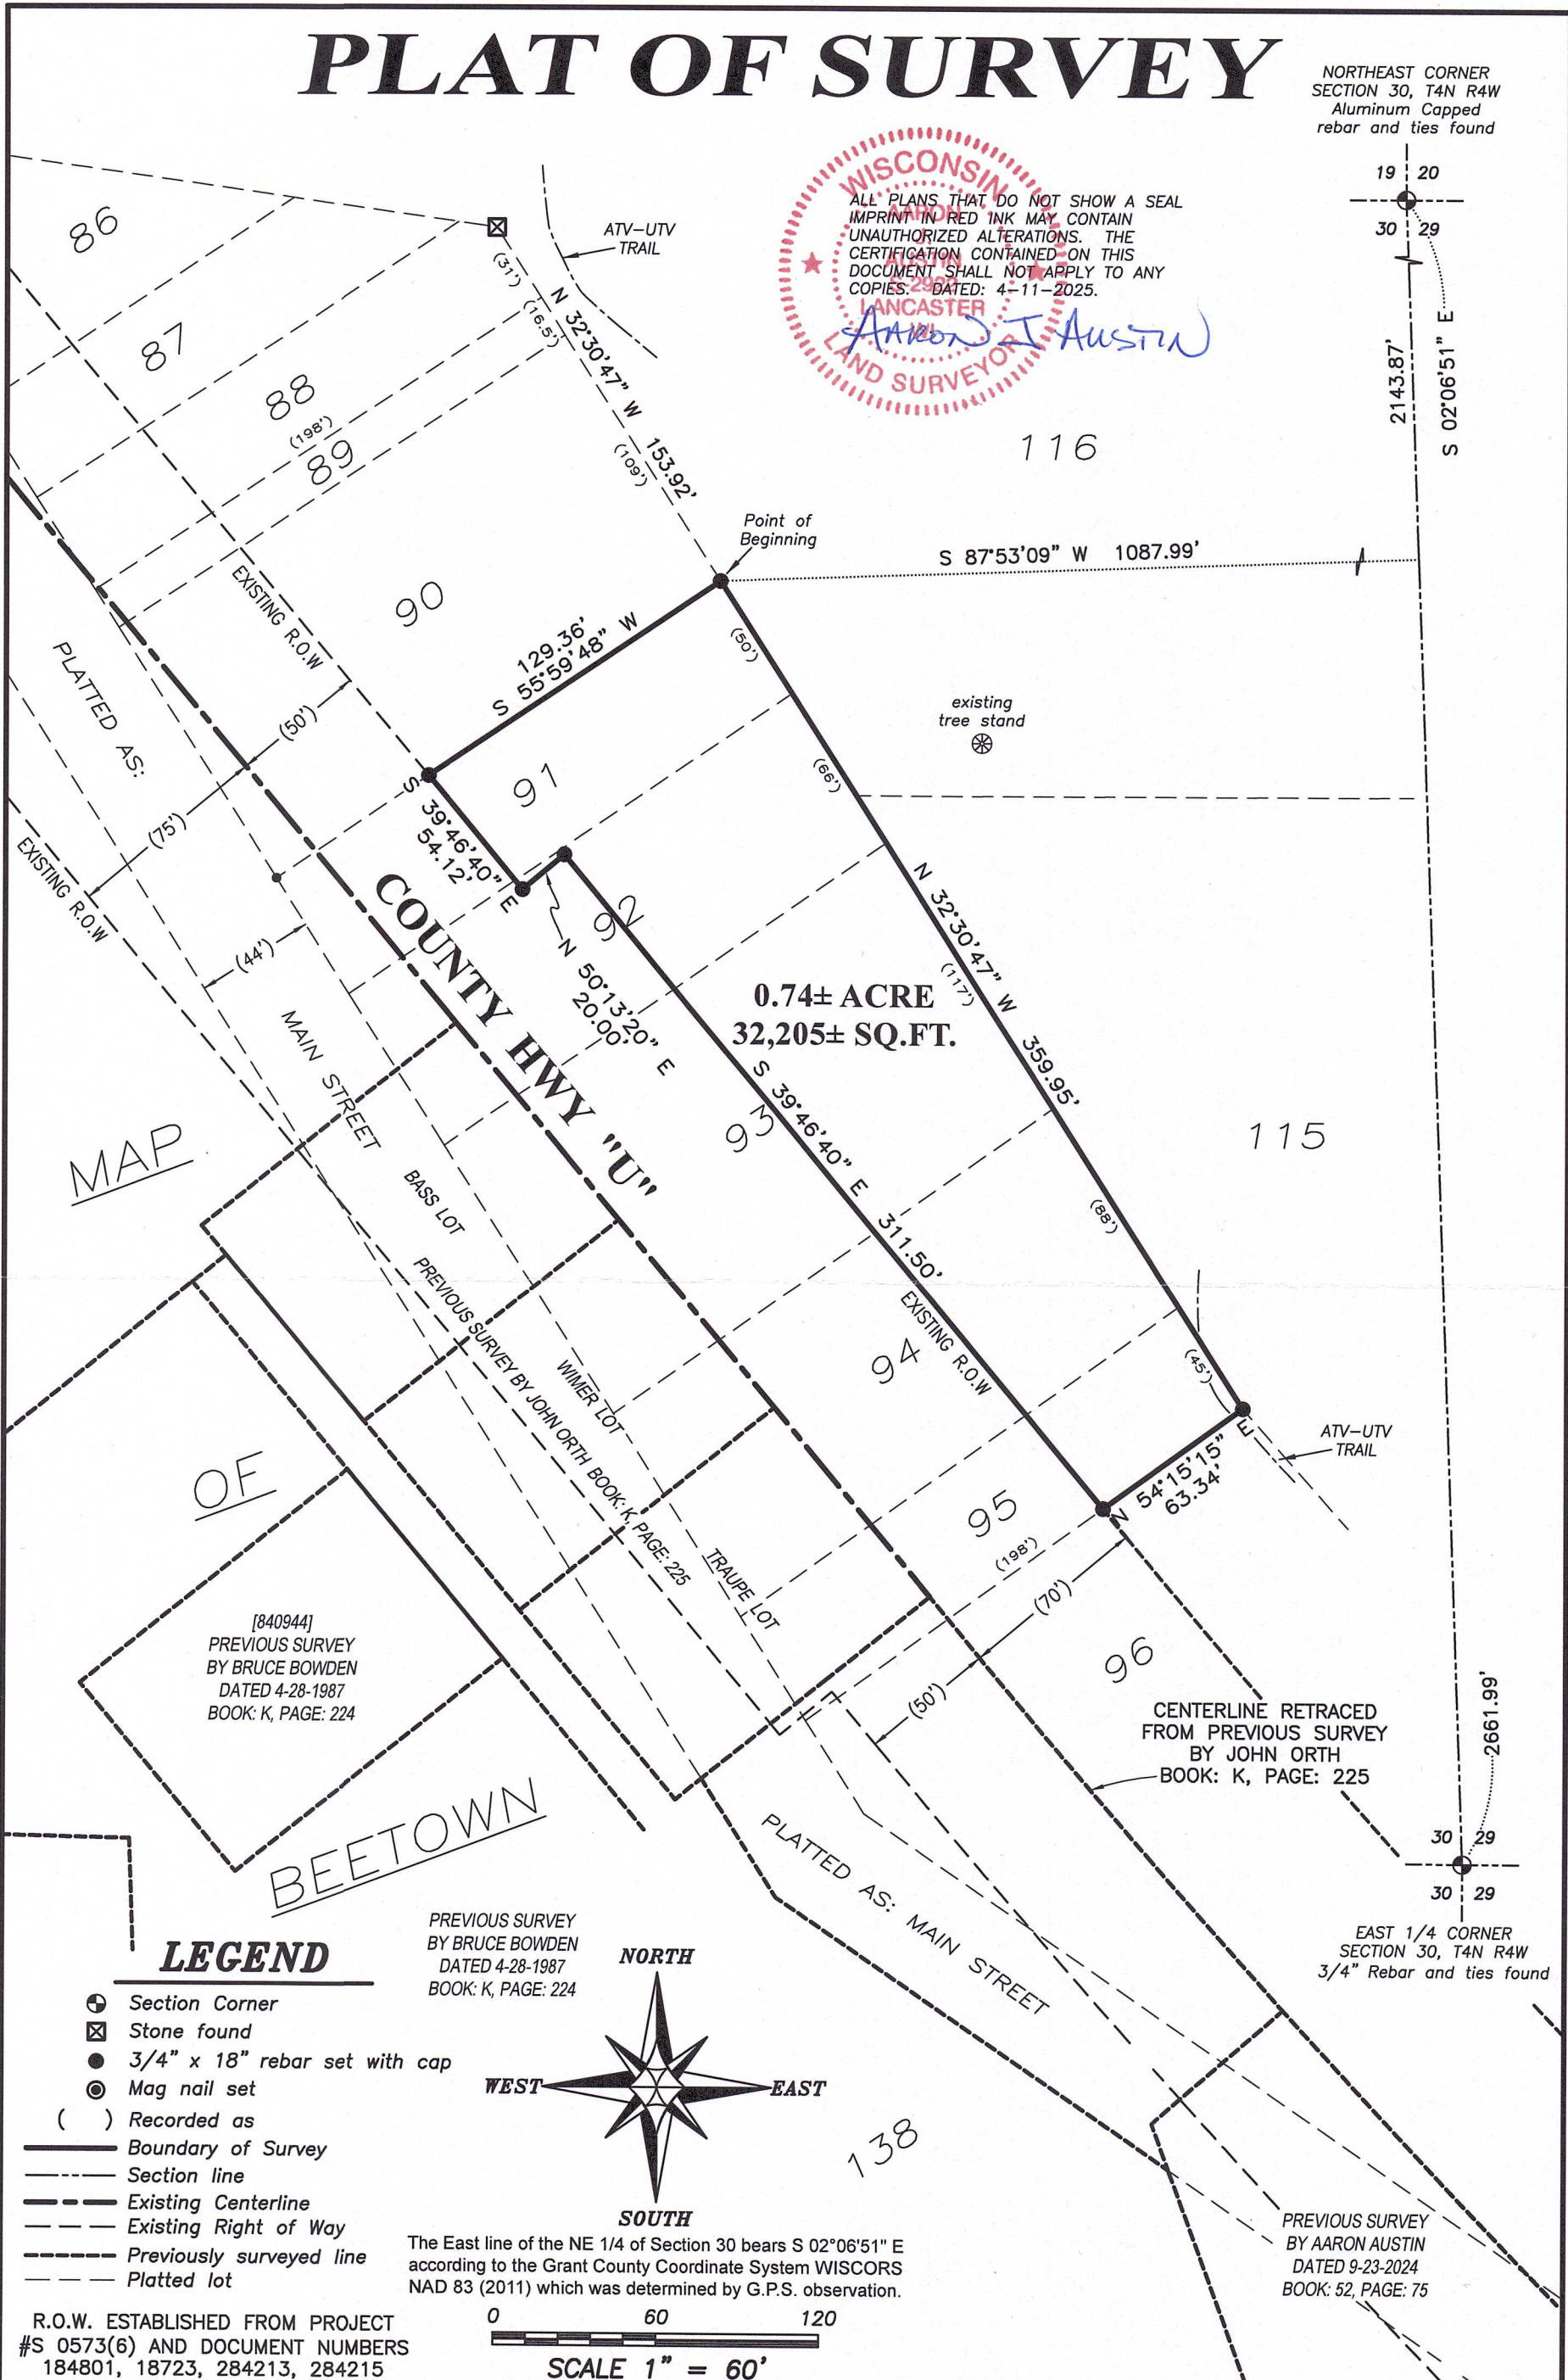 PLAT OF SURVEY
NORTHEAST CORNER
SECTION 30, T4N R4W
Aluminum Capped
rebar and ties found
19 20
30 29
WISCONSIN
AARON
J.
AUSTIN
LANCASTER
WI.
LAND SURVEYOR
ALL PLANS THAT DO NOT SHOW A SEAL
IMPRINT IN RED INK MAY CONTAIN
UNAUTHORIZED ALTERATIONS. THE
CERTIFICATION CONTAINED ON THIS
DOCUMENT SHALL NOT APPLY TO ANY
COPIES. DATED: 4-11-2025.
AARON J AUSTIN
2143.87'
S 02°06'51" E
86
87
88
(198')
89
90
ATV-UTV
TRAIL
(31')
(16.5')
N 32°30'47" W 153.92'
(109')
116
Point of
Beginning
S 87°53'09" W 1087.99'
EXISTING R.O.W
129.36'
S 55°59'48" W
(50')
PLATTED AS:
(50')
(75')
EXISTING R.O.W
existing
tree stand
91
(66')
S 39°46'40" E
54.12'
92
N 50°13'20" E
20.00'
(44')
MAIN STREET
COUNTY HWY "U"
0.74± ACRE
32,205± SQ.FT.
N 32°30'47" W 359.95'
(117')
93
S 39°46'40" E 311.50'
EXISTING R.O.W
115
(88')
(45')
MAP
BASS LOT
PREVIOUS SURVEY BY JOHN ORTH BOOK: K, PAGE: 225
WIMER LOT
TRAUPE LOT
94
95
(198')
N 54°15'15" E
63.34'
ATV-UTV
TRAIL
(70')
(50')
96
OF
[840944]
PREVIOUS SURVEY
BY BRUCE BOWDEN
DATED 4-28-1987
BOOK: K, PAGE: 224
CENTERLINE RETRACED
FROM PREVIOUS SURVEY
BY JOHN ORTH
BOOK: K, PAGE: 225
2661.99'
30 29
30 29
EAST 1/4 CORNER
SECTION 30, T4N R4W
3/4" Rebar and ties found
BEETOWN
PLATTED AS: MAIN STREET
PREVIOUS SURVEY
BY BRUCE BOWDEN
DATED 4-28-1987
BOOK: K, PAGE: 224
LEGEND
Section Corner
Stone found
3/4" x 18" rebar set with cap
Mag nail set
( ) Recorded as
Boundary of Survey
Section line
Existing Centerline
Existing Right of Way
Previously surveyed line
Platted lot
NORTH
WEST
EAST
SOUTH
138
The East line of the NE 1/4 of Section 30 bears S 02°06'51" E
according to the Grant County Coordinate System WISCORS
NAD 83 (2011) which was determined by G.P.S. observation.
PREVIOUS SURVEY
BY AARON AUSTIN
DATED 9-23-2024
BOOK: 52, PAGE: 75
R.O.W. ESTABLISHED FROM PROJECT
#S 0573(6) AND DOCUMENT NUMBERS
184801, 18723, 284213, 284215
0 60 120
SCALE 1" = 60'